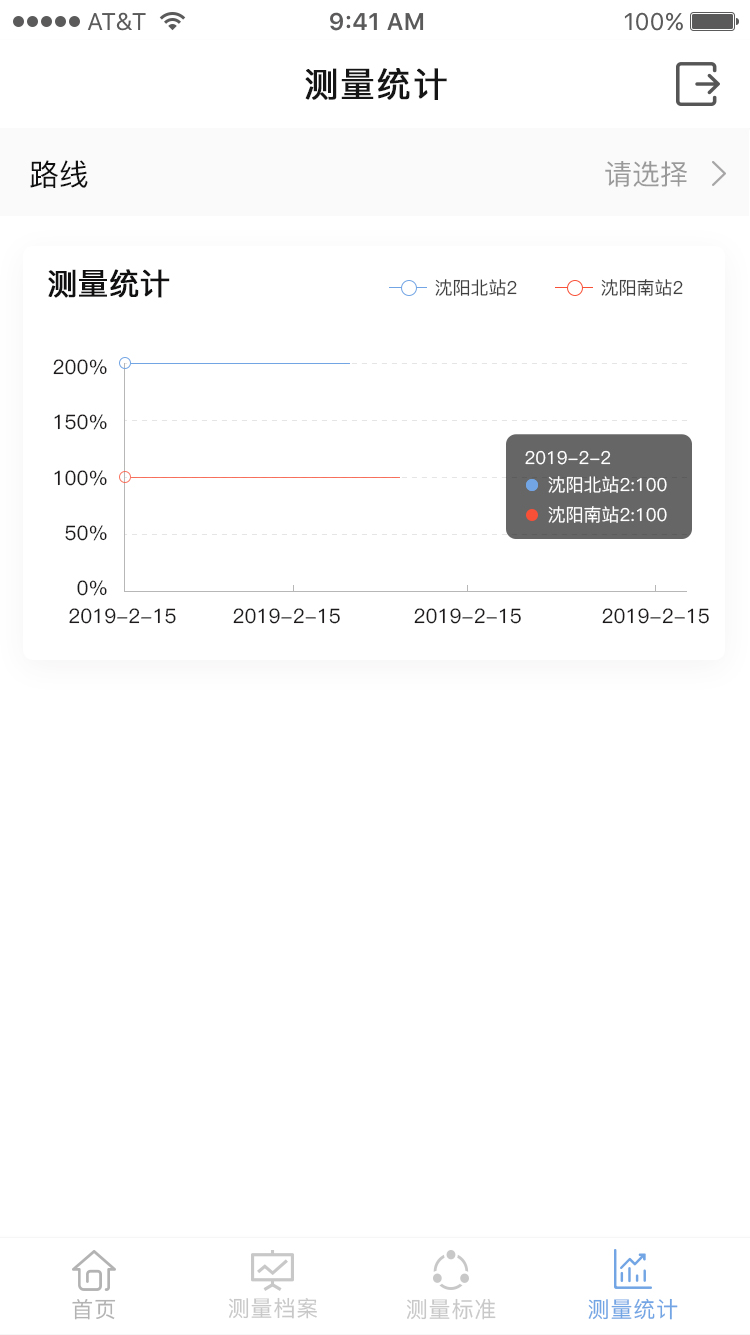 AT&T 9:41 AM 100%
测量统计
路线 请选择
测量统计 沈阳北站2 沈阳南站2
200%
150%
100%
50%
0%
2019-2-2
沈阳北站2:100
沈阳南站2:100
2019-2-15 2019-2-15 2019-2-15 2019-2-15
首页 测量档案 测量标准 测量统计